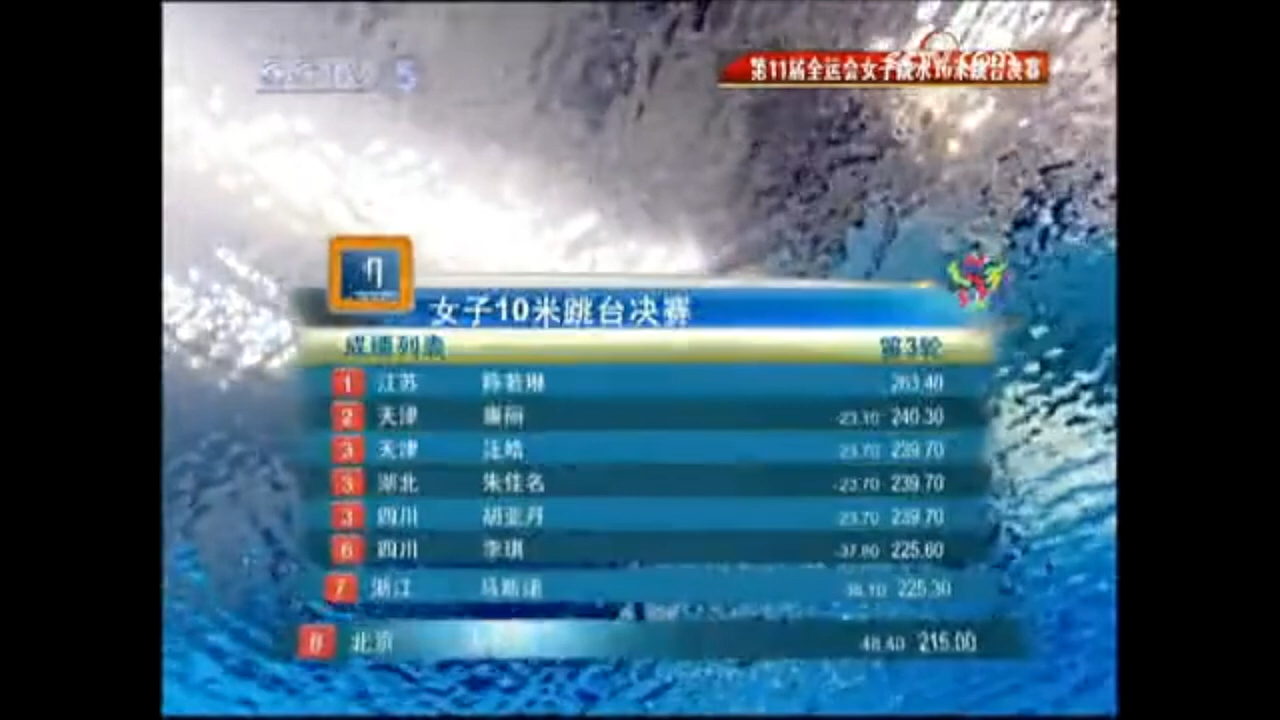 CCTV 5
第11届全运会女子跳水10米跳台决赛
女子10米跳台决赛
成绩列表 第3轮
1 江苏 陈若琳 263.40
2 天津 康丽 -23.10 240.30
3 天津 汪皓 -23.70 239.70
3 湖北 朱佳名 -23.70 239.70
3 四川 胡亚丹 -23.70 239.70
6 四川 李琪 -37.80 225.60
7 浙江 225.30
8 北京 48.40 215.00